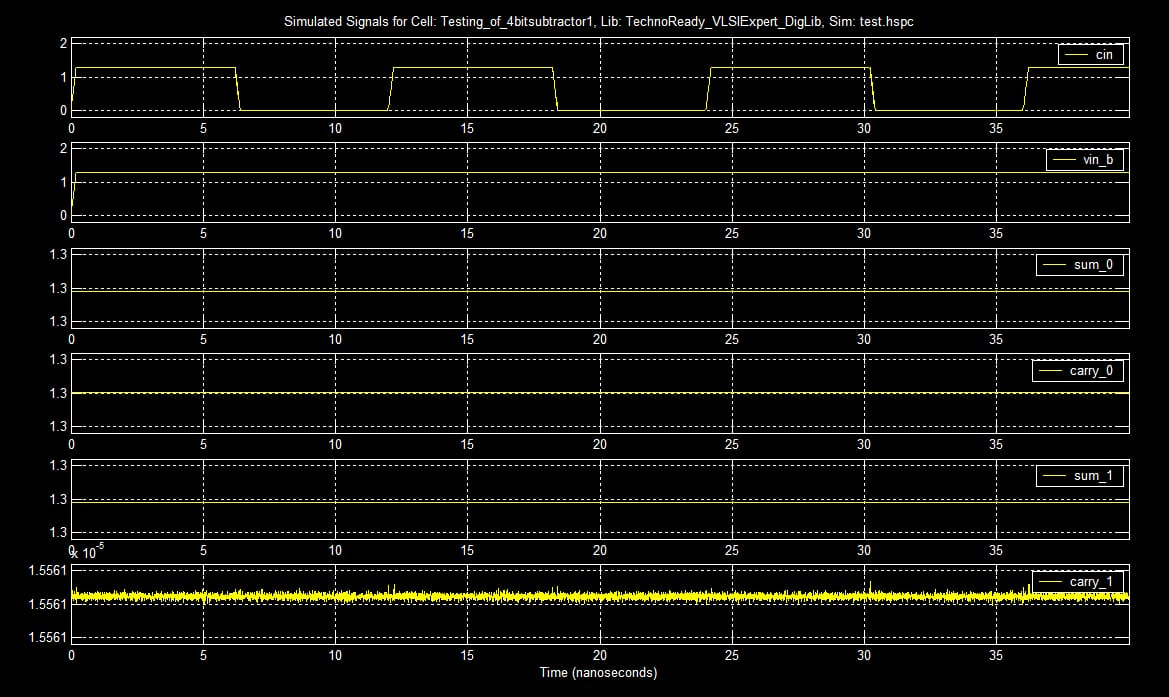 Simulated Signals for Cell: Testing_of_4bitsubtractor1, Lib: TechnoReady_VLSIExpert_DigLib, Sim: test.hspc
2
cin
1
0
0 5 10 15 20 25 30 35
2
vin_b
1
0
0 5 10 15 20 25 30 35
1.3
sum_0
1.3
1.3
0 5 10 15 20 25 30 35
1.3
carry_0
1.3
1.3
0 5 10 15 20 25 30 35
1.3
sum_1
1.3
1.3
0 5 10 15 20 25 30 35
x 10^-5
1.5561
carry_1
1.5561
1.5561
0 5 10 15 20 25 30 35
Time (nanoseconds)